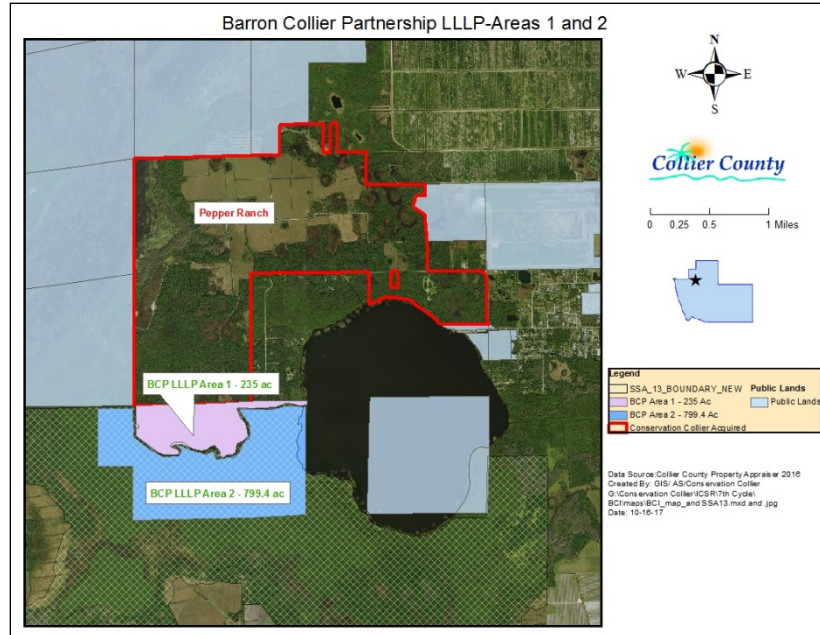 Barron Collier Partnership LLLP-Areas 1 and 2
N
W
E
S
Collier County
0 0.25 0.5 1 Miles
Pepper Ranch
BCP LLLP Area 1 - 235 ac
BCP LLLP Area 2 - 799.4 ac
Legend
SSA_13_BOUNDARY_NEW
BCP Area 1 - 235 Ac
BCP Area 2 - 799.4 Ac
Conservation Collier Acquired
Public Lands
Public Lands
Data Source:Collier County Property Appraiser 2016
Created By: GIS/ AS/Conservation Collier
G:\Conservation Collier\ICSR\7th Cycle\
BCI\maps\BCI_map_and SSA13.mxd and .jpg
Date: 10-16-17